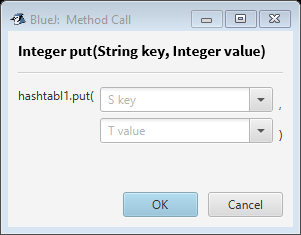 BlueJ: Method Call
Integer put(String key, Integer value)
hashtabl1.put( S key ,
T value )
OK Cancel